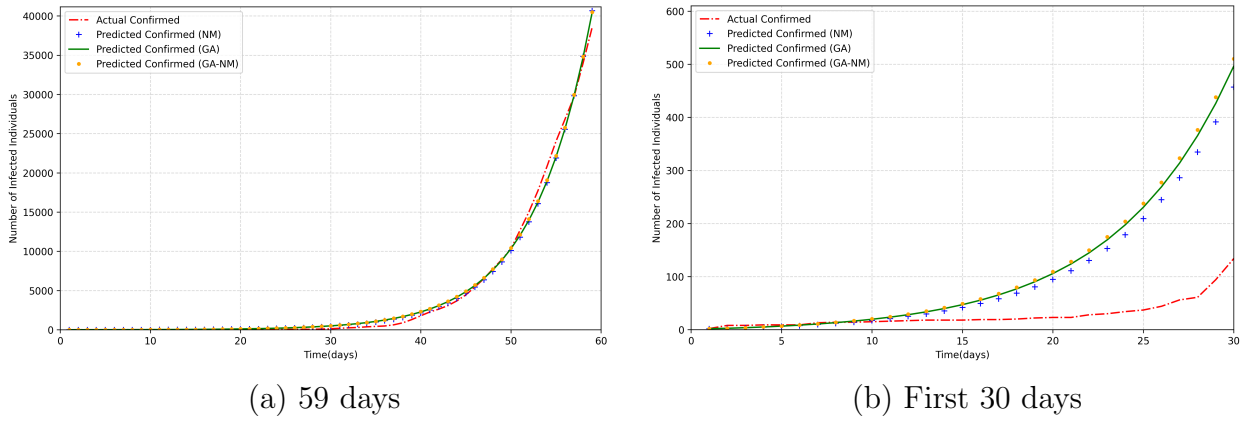 Actual Confirmed
Predicted Confirmed (NM)
Predicted Confirmed (GA)
Predicted Confirmed (GA-NM)
Number of Infected Individuals
40000
35000
30000
25000
20000
15000
10000
5000
0
0 10 20 30 40 50 60
Time(days)
(a) 59 days
Actual Confirmed
Predicted Confirmed (NM)
Predicted Confirmed (GA)
Predicted Confirmed (GA-NM)
Number of Infected Individuals
600
500
400
300
200
100
0
0 5 10 15 20 25 30
Time(days)
(b) First 30 days